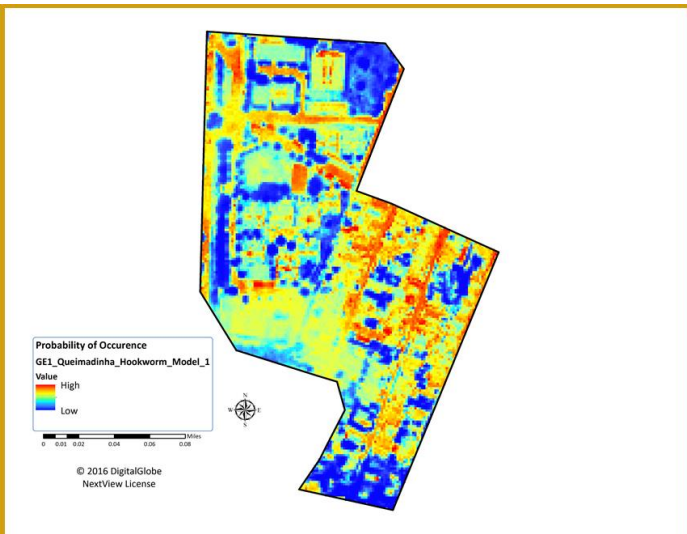 Probability of Occurence
GE1_Queimadinha_Hookworm_Model_1
Value
High
Low
N
W E
S
Miles
0 0.01 0.02 0.04 0.06 0.08
© 2016 DigitalGlobe
NextView License